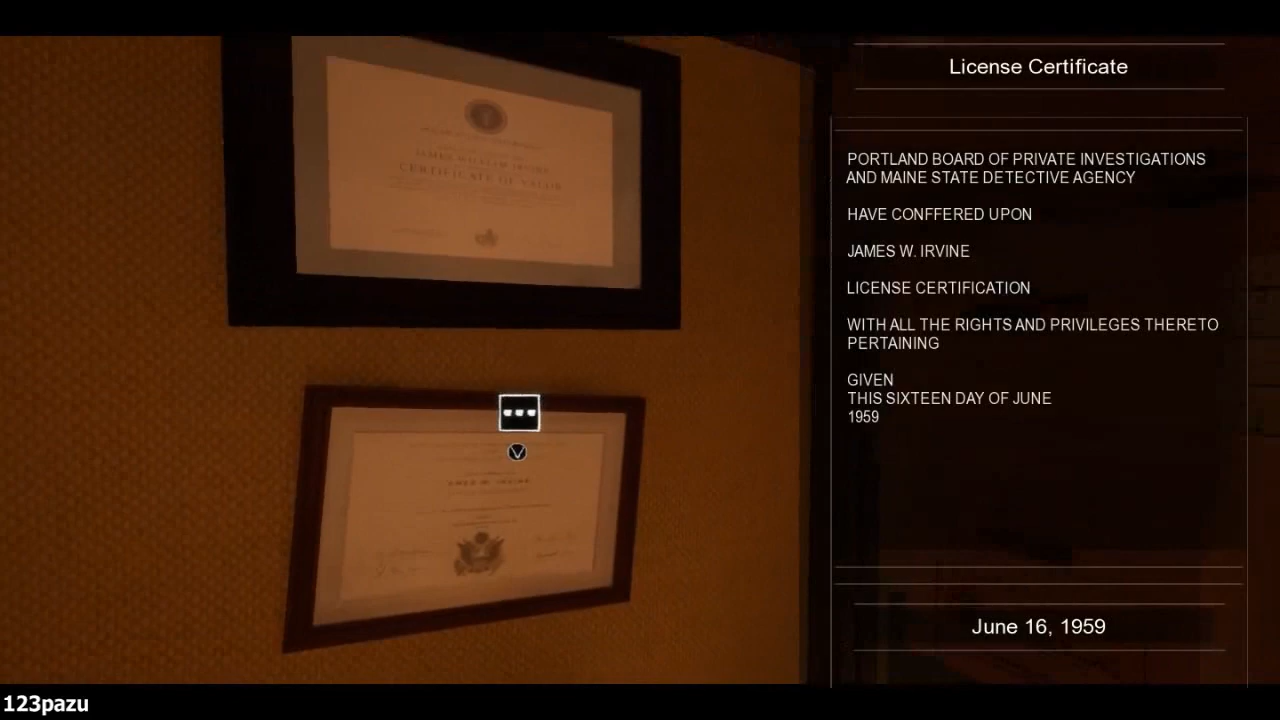 License Certificate
PORTLAND BOARD OF PRIVATE INVESTIGATIONS
AND MAINE STATE DETECTIVE AGENCY
HAVE CONFFERED UPON
JAMES W. IRVINE
LICENSE CERTIFICATION
WITH ALL THE RIGHTS AND PRIVILEGES THERETO
PERTAINING
GIVEN
THIS SIXTEEN DAY OF JUNE
1959
June 16, 1959
CERTIFICATE OF VALOR
V
123pazu